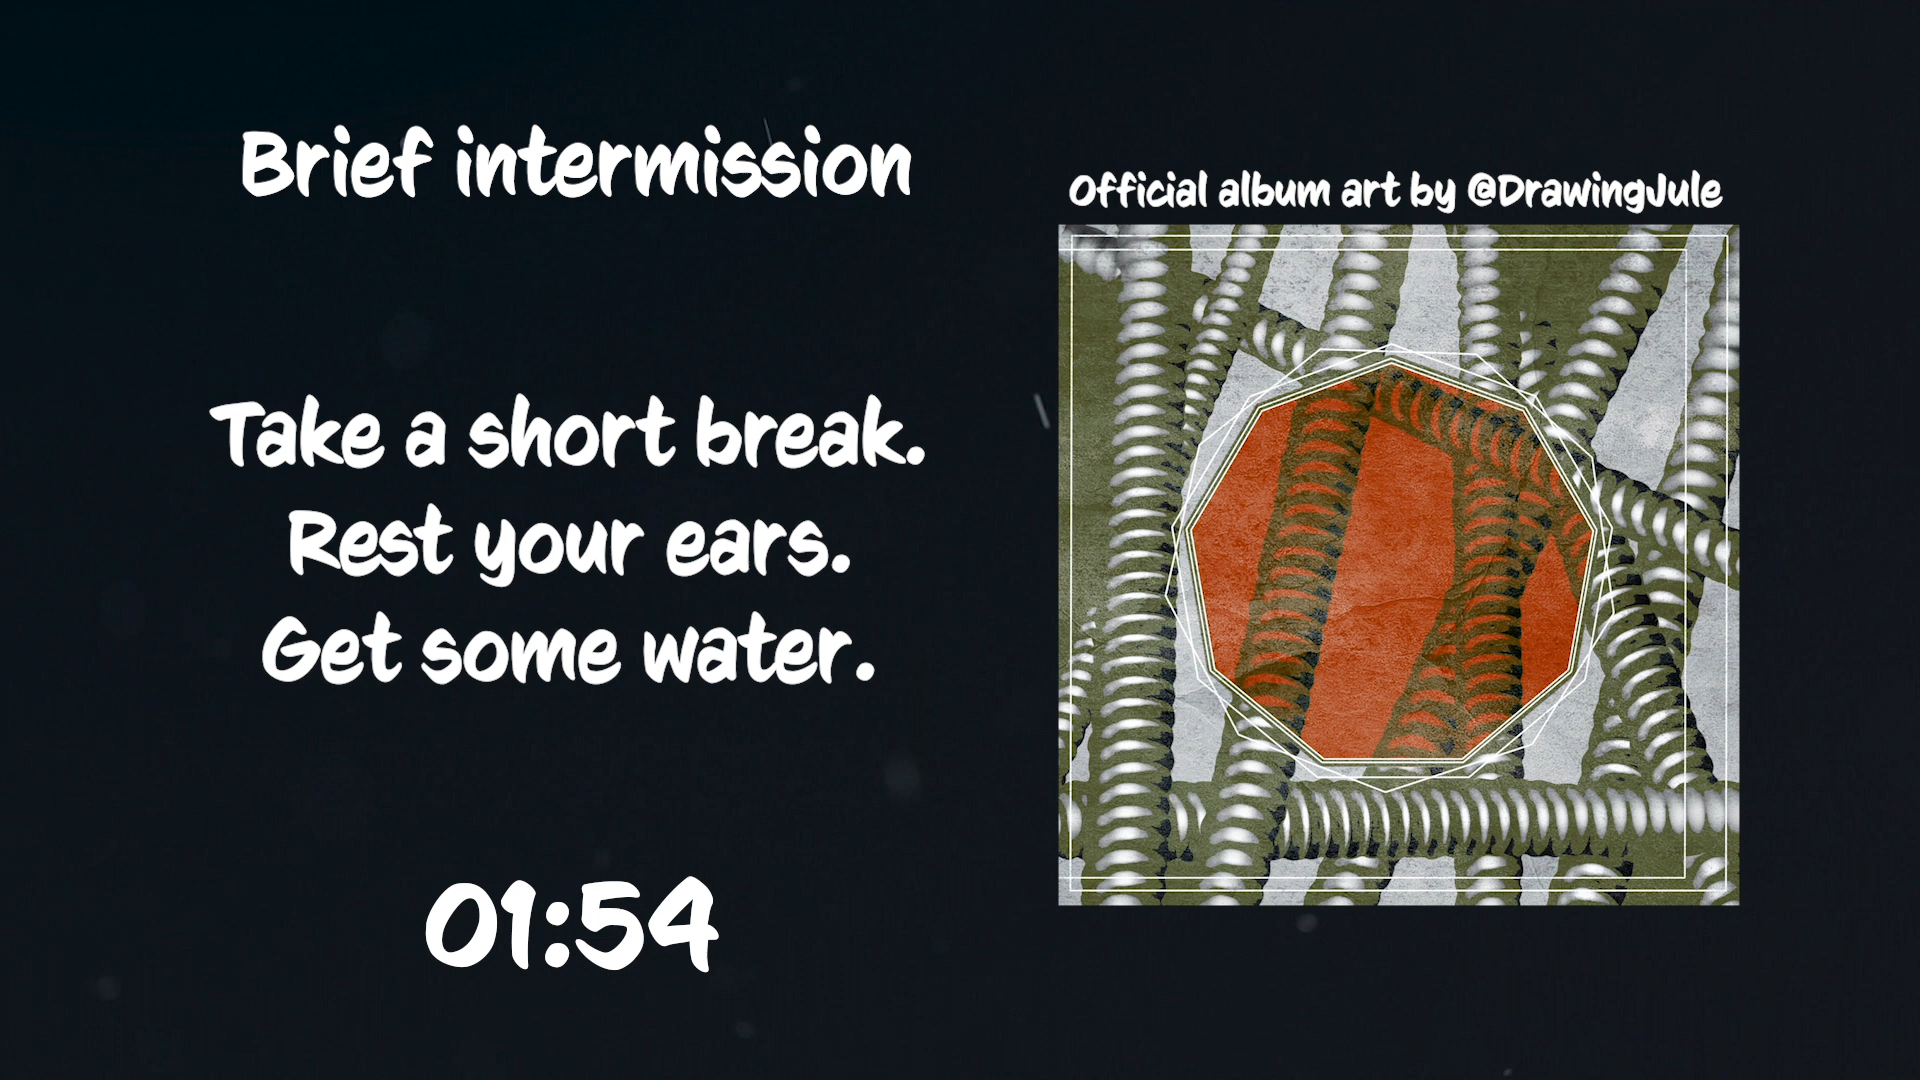 Brief intermission
Take a short break.
Rest your ears.
Get some water.
01:54
Official album art by @DrawingJule